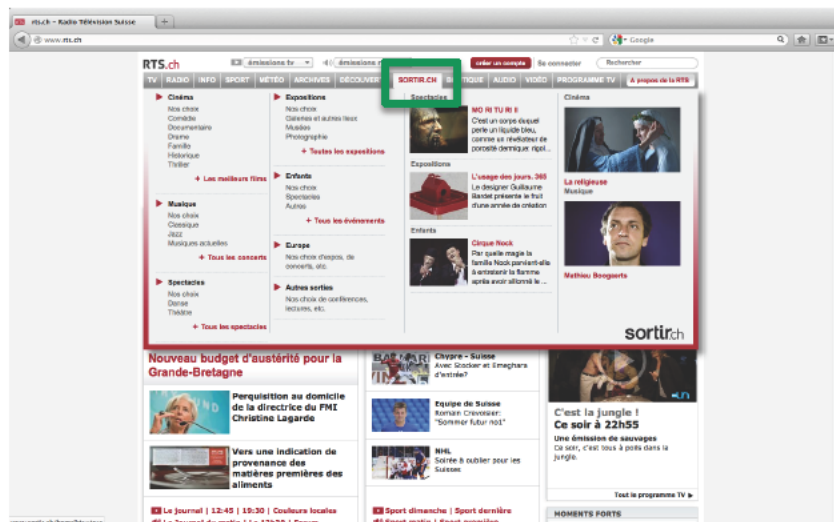 rts.ch – Radio Télévision Suisse
www.rts.ch
Google
RTS.ch
émissions tv
émissions
créer un compte
Se connecter
Rechercher
TV RADIO INFO SPORT MÉTÉO ARCHIVES DÉCOUVERTE SORTIR.CH BOUTIQUE AUDIO VIDÉO PROGRAMME TV A propos de la RTS
Cinéma
Nos choix
Comédie
Documentaire
Drame
Famille
Historique
Thriller
+ Les meilleurs films
Musique
Nos choix
Classique
Jazz
Musiques actuelles
+ Tous les concerts
Spectacles
Nos choix
Danse
Théâtre
+ Tous les spectacles
Expositions
Nos choix
Galeries et autres lieux
Musées
Photographie
+ Toutes les expositions
Enfants
Nos choix
Spectacles
Autres
+ Tous les événements
Europe
Nos choix d'expos, de
concerts, etc.
Autres sorties
Nos choix de conférences,
lectures, etc.
Spectacles
MO RI TU RI II
C'est un corps duquel
perle un liquide bleu,
comme un révélateur de
porosité dermique: rigol...
Expositions
L'usage des jours. 365
Le designer Guillaume
Bardet présente le fruit
d'une année de création
Enfants
Cirque Nock
Par quelle magie la
famille Nock parvient-elle
à entretenir la flamme
après avoir sillonné le ...
Cinéma
La religieuse
Musique
Mathieu Boogaerts
sortir.ch
Nouveau budget d'austérité pour la
Grande-Bretagne
Perquisition au domicile
de la directrice du FMI
Christine Lagarde
Vers une indication de
provenance des
matières premières des
aliments
Le journal | 12:45 | 19:30 | Couleurs locales
Chypre - Suisse
Avec Stocker et Emeghara
d'entrée?
Equipe de Suisse
Romain Crevoisier:
"Sommer futur no1"
NHL
Soirée à oublier pour les
Suisses
Sport dimanche | Sport dernière
C'est la jungle !
Ce soir à 22h55
Une émission de sauvages
Ce soir, c'est tous à poils dans la
jungle.
Tout le programme TV
MOMENTS FORTS